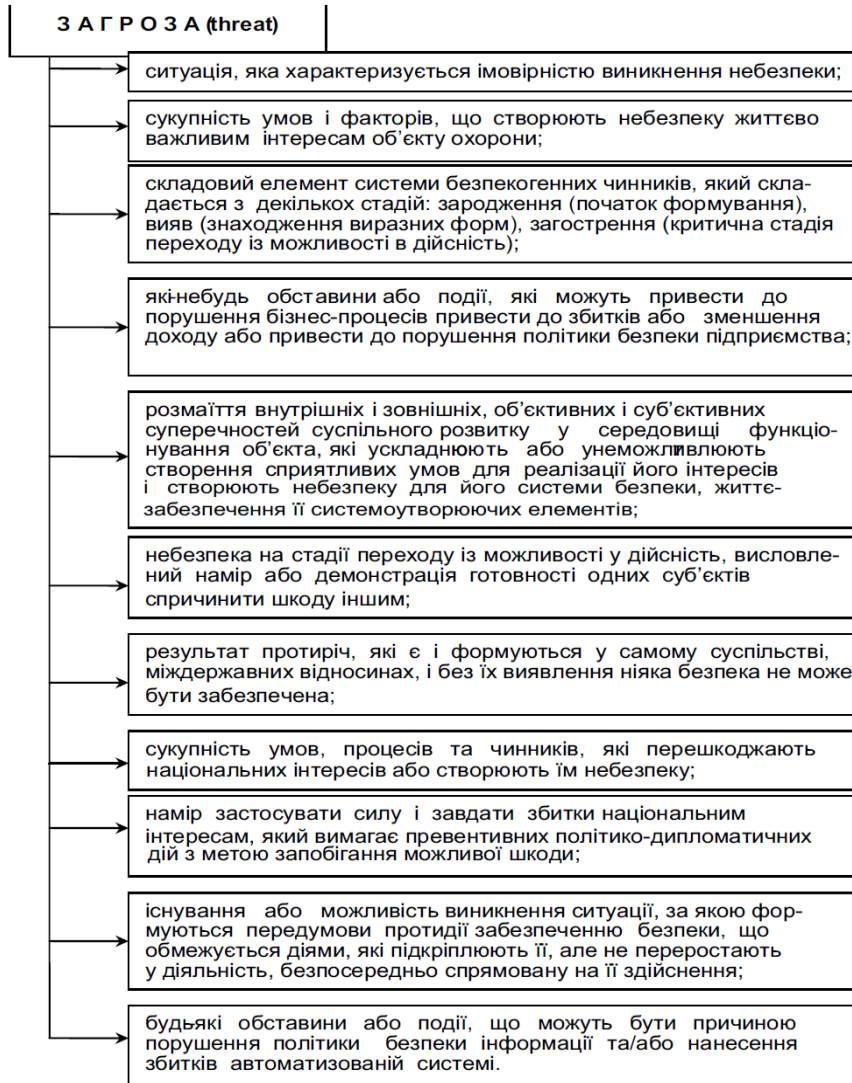 З А Г Р О З А (threat)
ситуація, яка характеризується імовірністю виникнення небезпеки;
сукупність умов і факторів, що створюють небезпеку життєво
важливим інтересам об’єкту охорони;
складовий елемент системи безпекогенних чинників, який скла-
дається з декількох стадій: зародження (початок формування),
вияв (знаходження виразних форм), загострення (критична стадія
переходу із можливості в дійсність);
які-небудь обставини або події, які можуть привести до
порушення бізнес-процесів привести до збитків або зменшення
доходу або привести до порушення політики безпеки підприємства;
розмаїття внутрішніх і зовнішніх, об’єктивних і суб’єктивних
суперечностей суспільного розвитку у середовищі функціо-
нування об’єкта, які ускладнюють або унеможливлюють
створення сприятливих умов для реалізації його інтересів
і створюють небезпеку для його системи безпеки, життє-
забезпечення її системоутворюючих елементів;
небезпека на стадії переходу із можливості у дійсність, висловле-
ний намір або демонстрація готовності одних суб’єктів
спричинити шкоду іншим;
результат протиріч, які є і формуються у самому суспільстві,
міждержавних відносинах, і без їх виявлення ніяка безпека не може
бути забезпечена;
сукупність умов, процесів та чинників, які перешкоджають
національних інтересів або створюють їм небезпеку;
намір застосувати силу і завдати збитки національним
інтересам, який вимагає превентивних політико-дипломатичних
дій з метою запобігання можливої шкоди;
існування або можливість виникнення ситуації, за якою фор-
муються передумови протидії забезпеченню безпеки, що
обмежується діями, які підкріплюють її, але не переростають
у діяльність, безпосередньо спрямовану на її здійснення;
будь-які обставини або події, що можуть бути причиною
порушення політики безпеки інформації та/або нанесення
збитків автоматизованій системі.